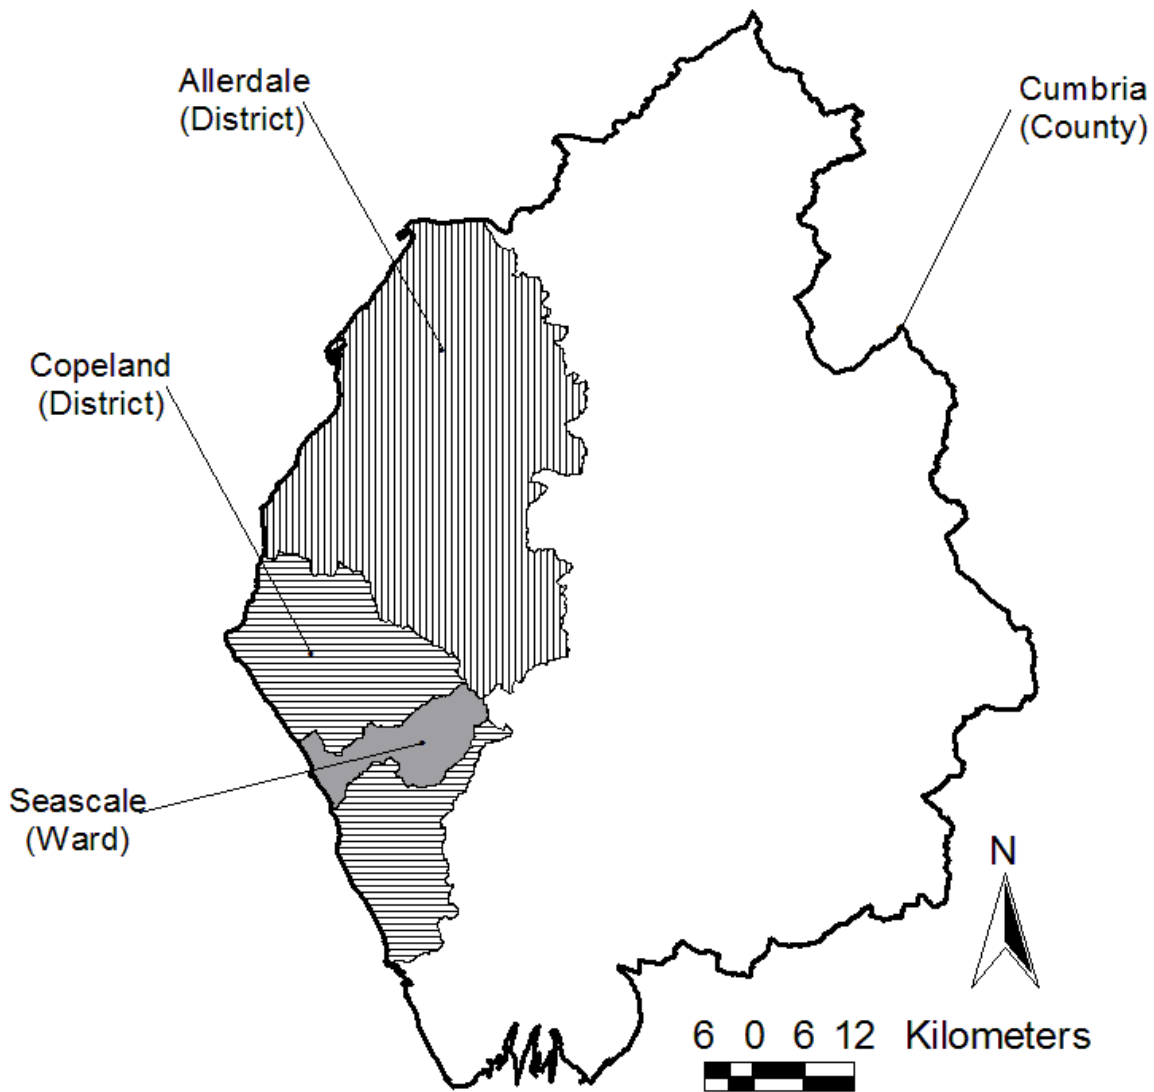 Allerdale
(District)
Cumbria
(County)
Copeland
(District)
Seascale
(Ward)
N
6 0 6 12 Kilometers